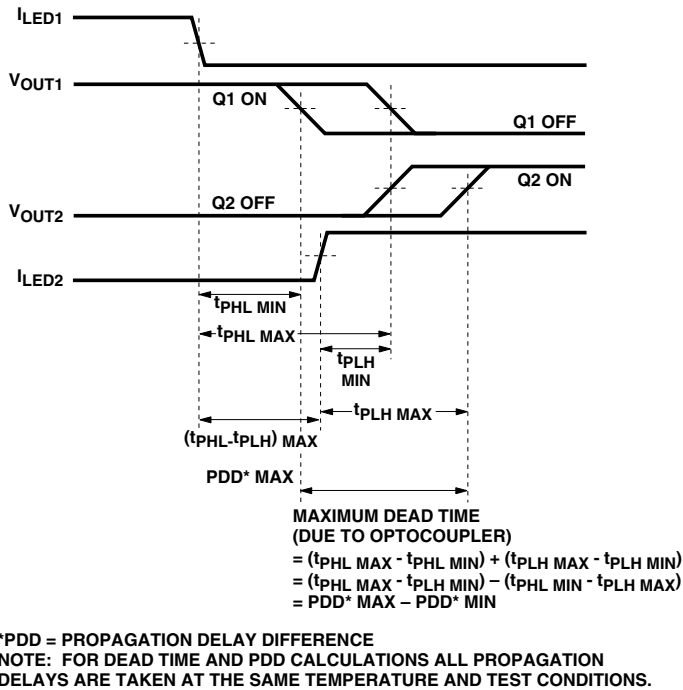 ILED1
VOUT1
Q1 ON
Q1 OFF
Q2 ON
Q2 OFF
VOUT2
ILED2
tPHL MIN
tPHL MAX
tPLH
MIN
tPLH MAX
(tPHL-tPLH) MAX
PDD* MAX
MAXIMUM DEAD TIME
(DUE TO OPTOCOUPLER)
= (tPHL MAX - tPHL MIN) + (tPLH MAX - tPLH MIN)
= (tPHL MAX - tPLH MIN) – (tPHL MIN - tPLH MAX)
= PDD* MAX – PDD* MIN
*PDD = PROPAGATION DELAY DIFFERENCE
NOTE: FOR DEAD TIME AND PDD CALCULATIONS ALL PROPAGATION
DELAYS ARE TAKEN AT THE SAME TEMPERATURE AND TEST CONDITIONS.